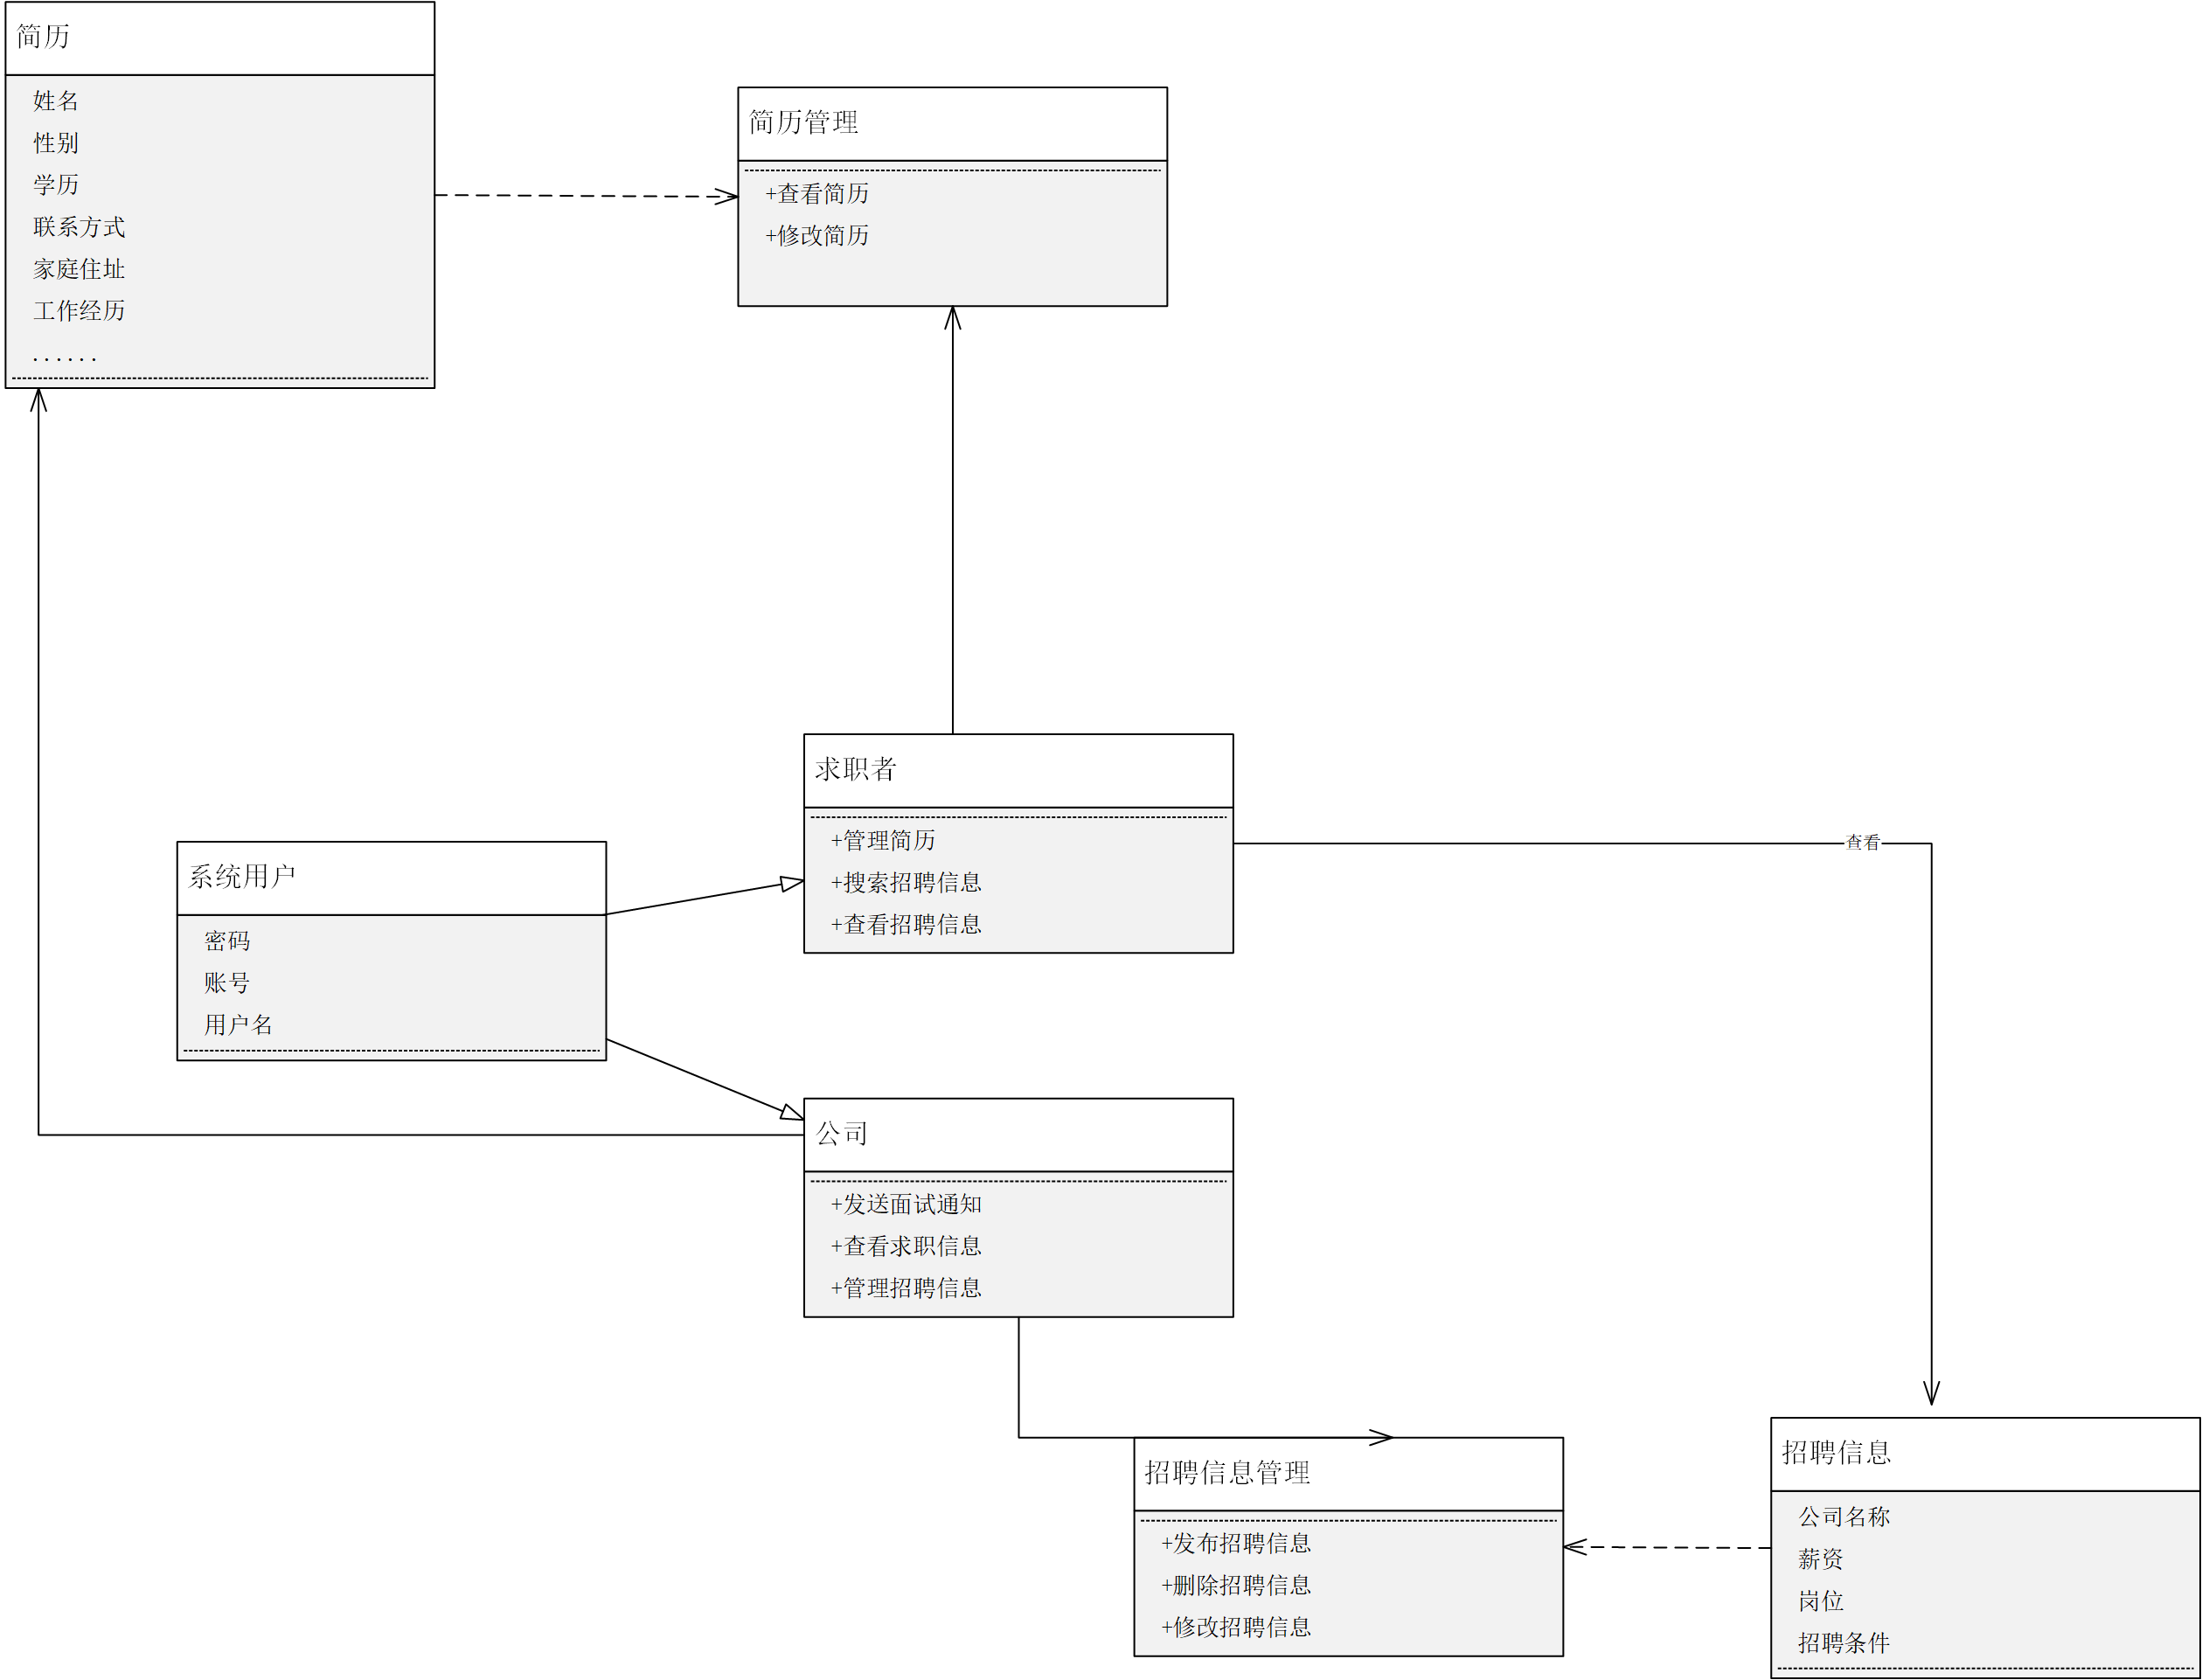 简历
姓名
性别
学历
联系方式
家庭住址
工作经历
......
简历管理
+查看简历
+修改简历
求职者
+管理简历
+搜索招聘信息
+查看招聘信息
查看
系统用户
密码
账号
用户名
公司
+发送面试通知
+查看求职信息
+管理招聘信息
招聘信息管理
+发布招聘信息
+删除招聘信息
+修改招聘信息
招聘信息
公司名称
薪资
岗位
招聘条件